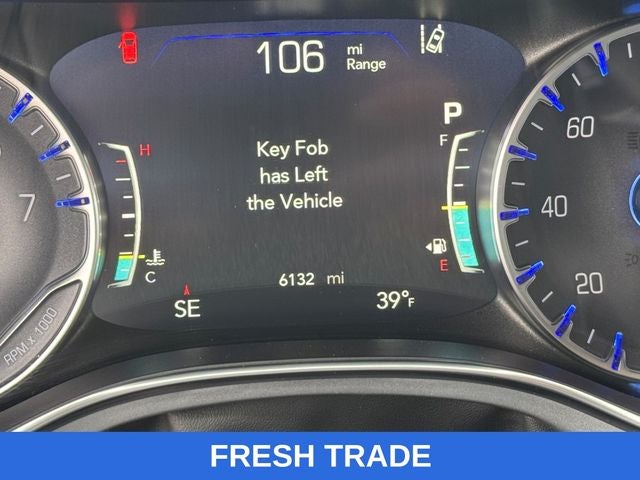 106 mi
Range
P
F
H
Key Fob
has Left
the Vehicle
60
40
20
7
C
E
6132 mi
SE
39°F
RPM x 1000
FRESH TRADE